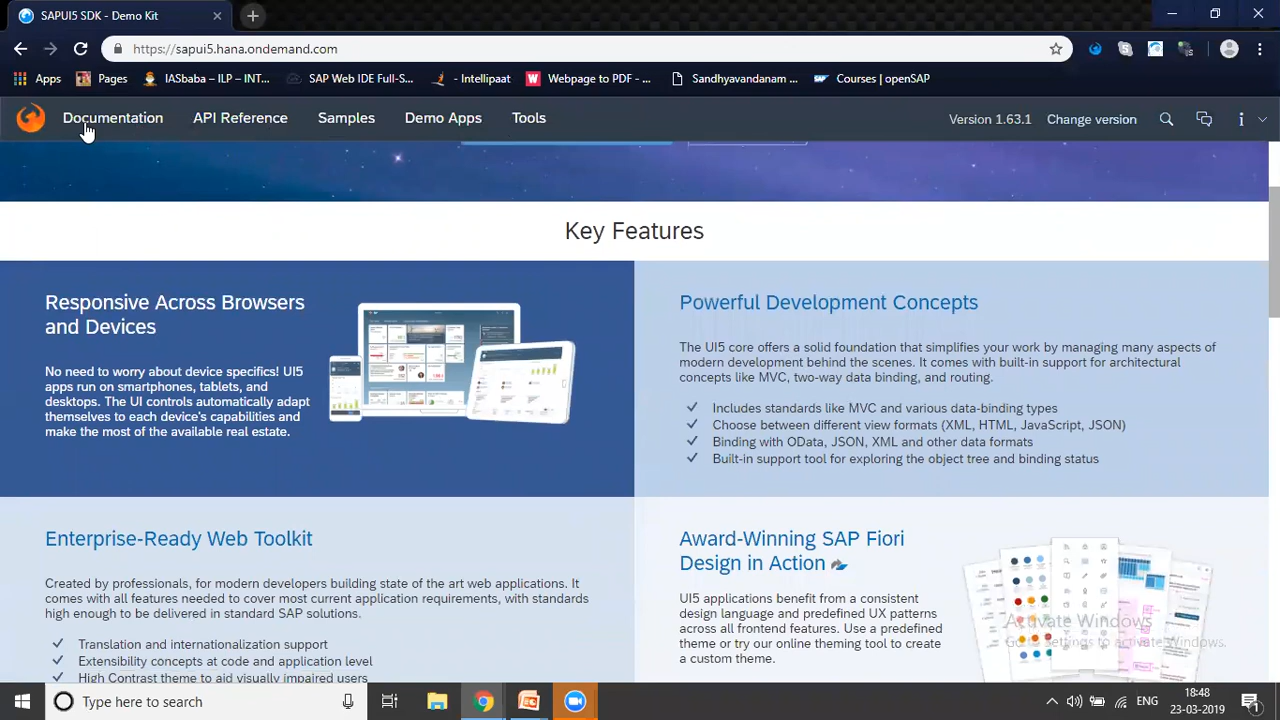 SAPUI5 SDK - Demo Kit
https://sapui5.hana.ondemand.com
Apps Pages IASbaba – ILP – INT... SAP Web IDE Full-S... - Intellipaat Webpage to PDF - ... Sandhyavandanam ... Courses | openSAP
Documentation API Reference Samples Demo Apps Tools Version 1.63.1 Change version
Key Features
Responsive Across Browsers
and Devices
No need to worry about device specifics! UI5
apps run on smartphones, tablets, and
desktops. The UI controls automatically adapt
themselves to each device's capabilities and
make the most of the available real estate.
Powerful Development Concepts
The UI5 core offers a solid foundation that simplifies your work by managing many aspects of
modern development behind the scenes. It comes with built-in support for architectural
concepts like MVC, two-way data binding, and routing.
Includes standards like MVC and various data-binding types
Choose between different view formats (XML, HTML, JavaScript, JSON)
Binding with OData, JSON, XML and other data formats
Built-in support tool for exploring the object tree and binding status
Enterprise-Ready Web Toolkit
Created by professionals, for modern developers building state of the art web applications. It
comes with all features needed to cover most current application requirements, with standards
high enough to be delivered in standard SAP solutions.
Translation and internationalization support
Extensibility concepts at code and application level
High Contrast theme to aid visually impaired users
Award-Winning SAP Fiori
Design in Action
UI5 applications benefit from a consistent
design language and predefined UX patterns
across all frontend features. Use a predefined
theme or try our online theming tool to create
a custom theme.
Activate Windows
Go to Settings to activate Windows.
Type here to search
ENG
18:48
23-03-2019